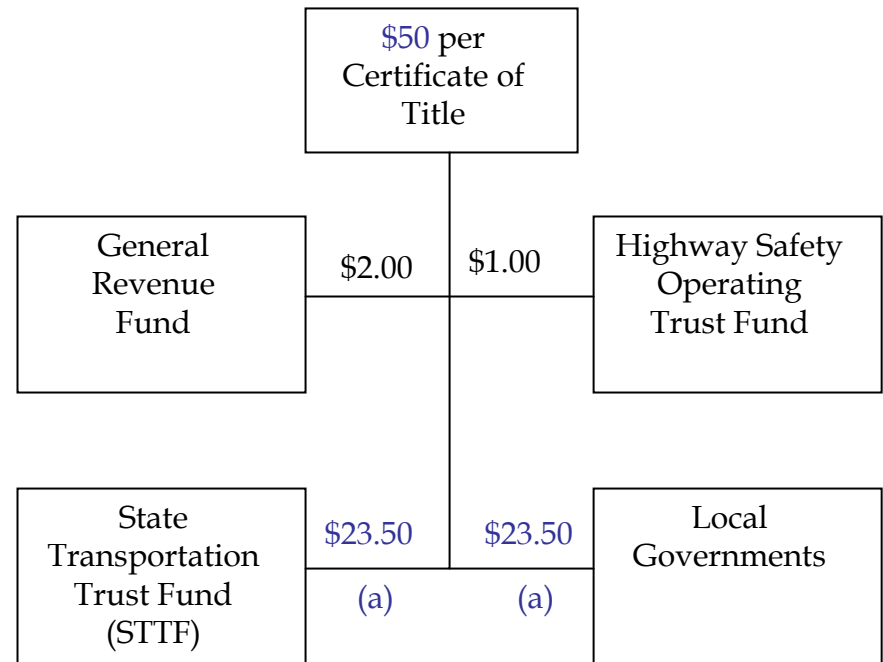 $50 per
Certificate of
Title
General
Revenue
Fund
$2.00
$1.00
Highway Safety
Operating
Trust Fund
State
Transportation
Trust Fund
(STTF)
$23.50
(a)
$23.50
(a)
Local
Governments